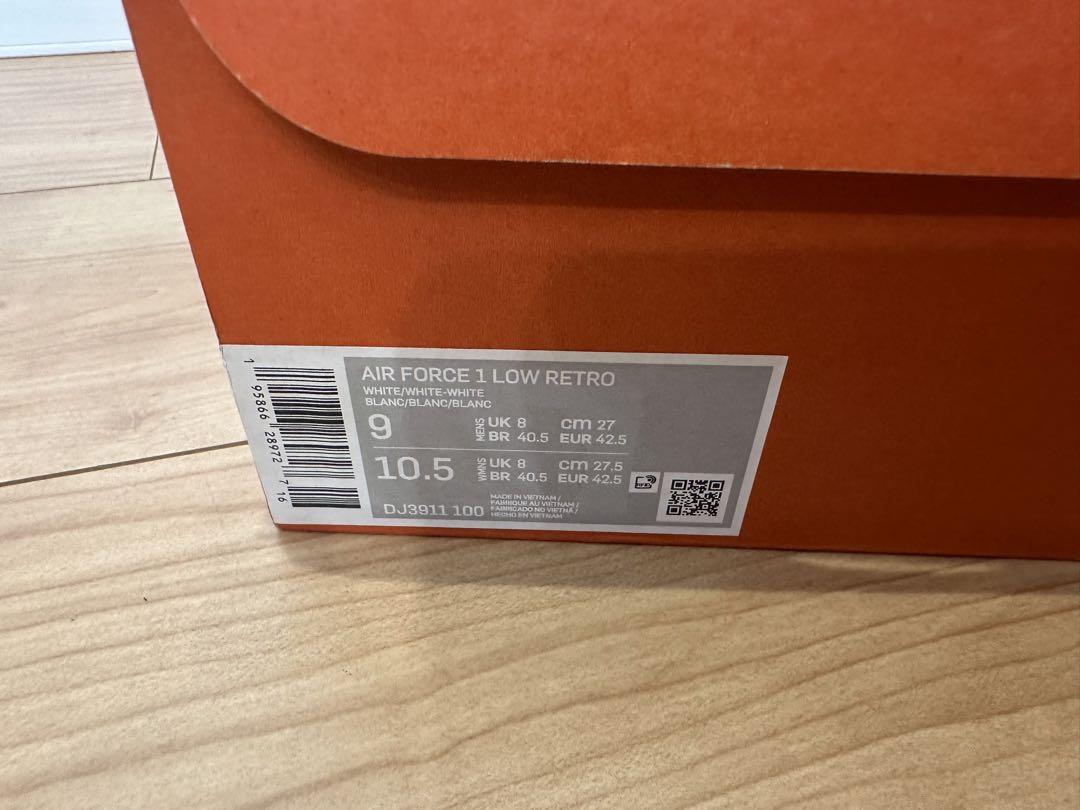 AIR FORCE 1 LOW RETRO
WHITE/WHITE-WHITE
BLANC/BLANC/BLANC
9 MENS UK 8 cm 27
BR 40.5 EUR 42.5
10.5 WMNS UK 8 cm 27.5
BR 40.5 EUR 42.5
RFID
DJ3911 100
MADE IN VIETNAM /
FABRIQUE AU VIETNAM /
FABRICADO NO VIETNÃ /
HECHO EN VIETNAM
1 95866 28972 7 16